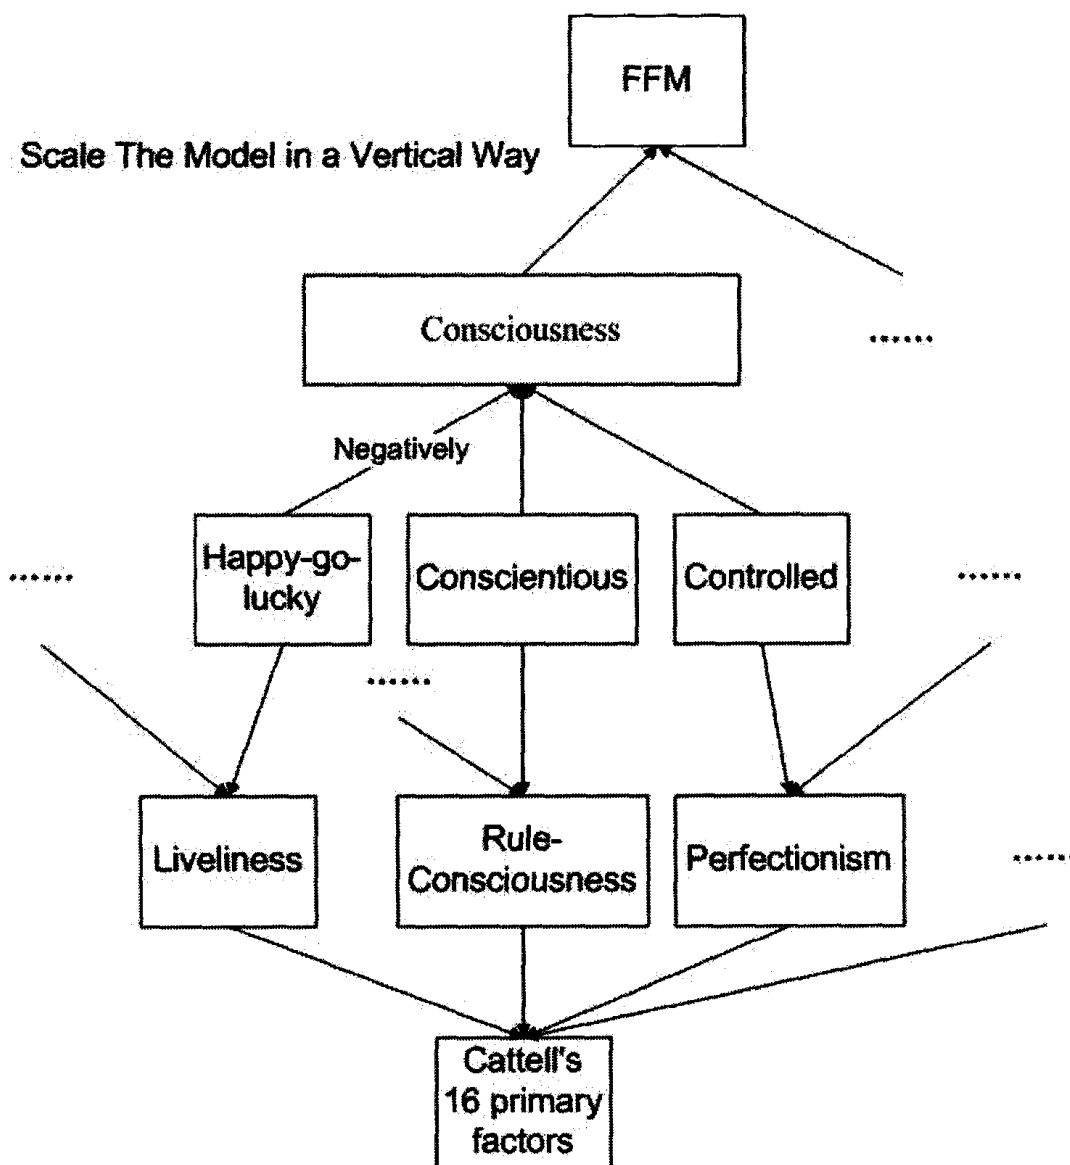 FFM
Scale The Model in a Vertical Way
Consciousness
......
Negatively
Happy-go-
lucky
Conscientious
Controlled
......
......
......
Liveliness
Rule-
Consciousness
Perfectionism
......
Cattell's
16 primary
factors